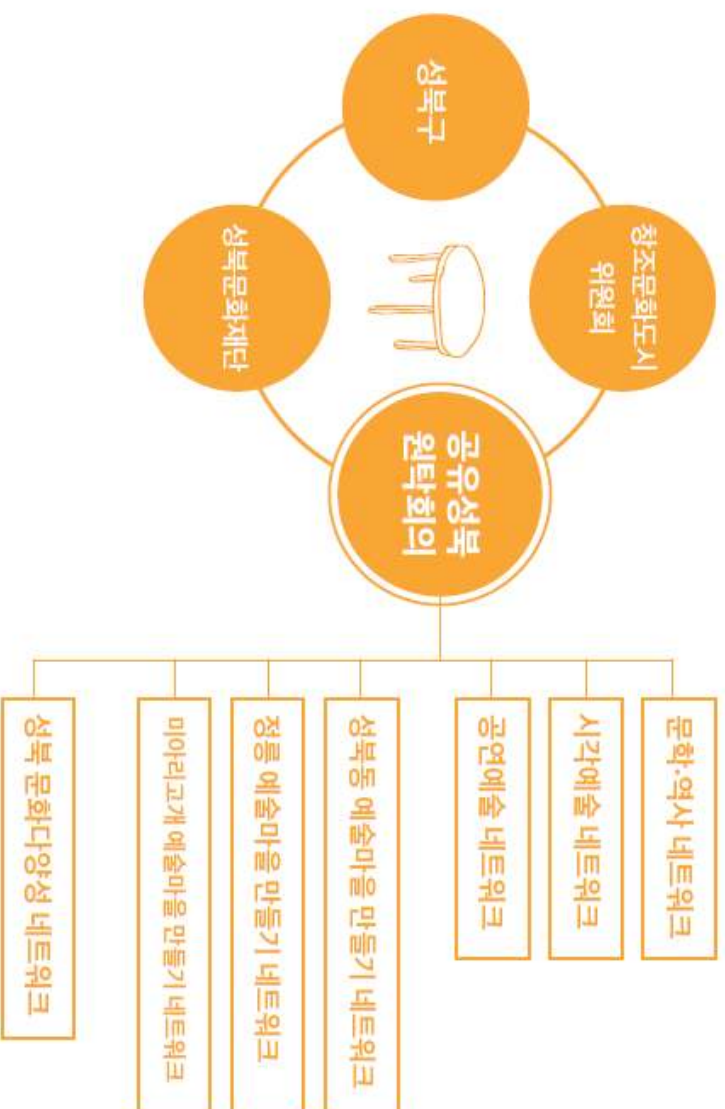 창조문화도시
위원회
성북구
공유성북
원탁회의
성북문화재단
문학·역사 네트워크
시각예술 네트워크
공연예술 네트워크
성북동 예술마을 만들기 네트워크
정릉 예술마을 만들기 네트워크
미아리고개 예술마을 만들기 네트워크
성북 문화다양성 네트워크